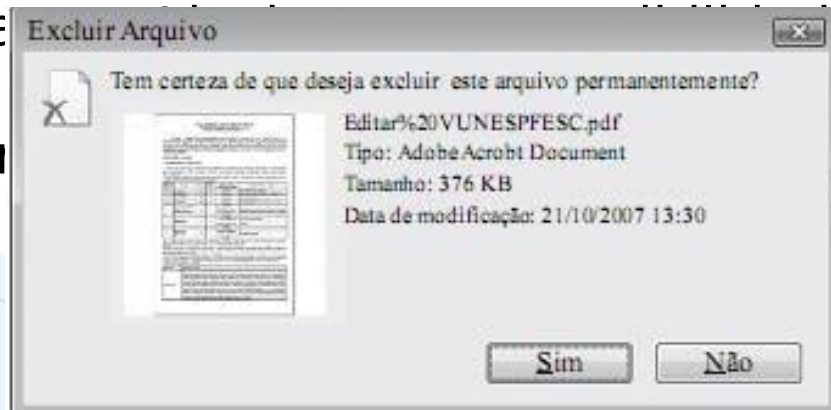 Excluir Arquivo
Tem certeza de que deseja excluir este arquivo permanentemente?
Editar%20VUNESPFESC.pdf
Tipo: Adobe Acrobt Document
Tamanho: 376 KB
Data de modificação: 21/10/2007 13:30
Sim
Não